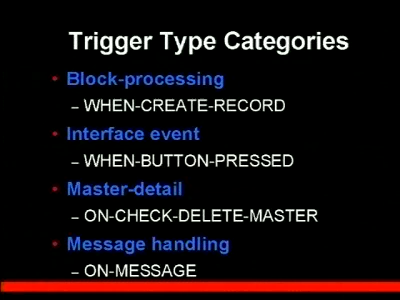 Trigger Type Categories
• Block-processing
– WHEN-CREATE-RECORD
• Interface event
– WHEN-BUTTON-PRESSED
• Master-detail
– ON-CHECK-DELETE-MASTER
• Message handling
– ON-MESSAGE